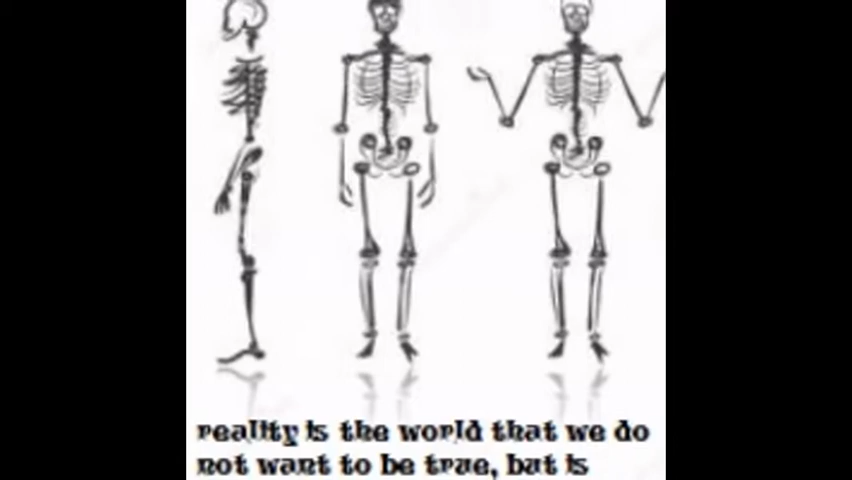 reality is the world that we do
not want to be true, but is